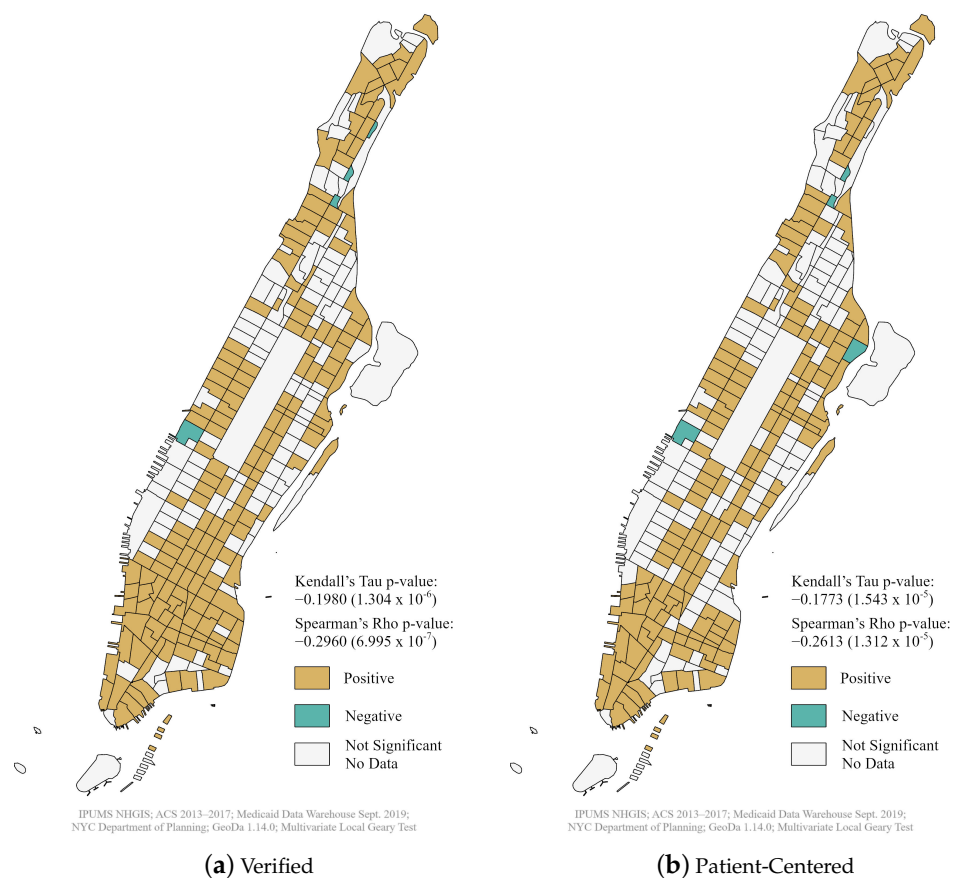 Kendall's Tau p-value:
−0.1980 (1.304 x 10⁻⁶)
Spearman's Rho p-value:
−0.2960 (6.995 x 10⁻⁷)
Positive
Negative
Not Significant
No Data
IPUMS NHGIS; ACS 2013–2017; Medicaid Data Warehouse Sept. 2019;
NYC Department of Planning; GeoDa 1.14.0; Multivariate Local Geary Test
(a) Verified
Kendall's Tau p-value:
−0.1773 (1.543 x 10⁻⁵)
Spearman's Rho p-value:
−0.2613 (1.312 x 10⁻⁵)
Positive
Negative
Not Significant
No Data
IPUMS NHGIS; ACS 2013–2017; Medicaid Data Warehouse Sept. 2019;
NYC Department of Planning; GeoDa 1.14.0; Multivariate Local Geary Test
(b) Patient-Centered